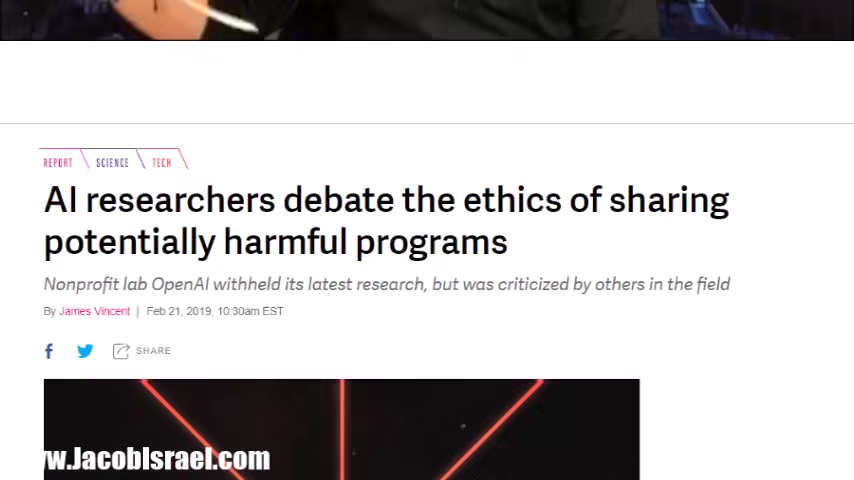 REPORT SCIENCE TECH
AI researchers debate the ethics of sharing
potentially harmful programs
Nonprofit lab OpenAI withheld its latest research, but was criticized by others in the field
By James Vincent | Feb 21, 2019, 10:30am EST
SHARE
w.JacobIsrael.com